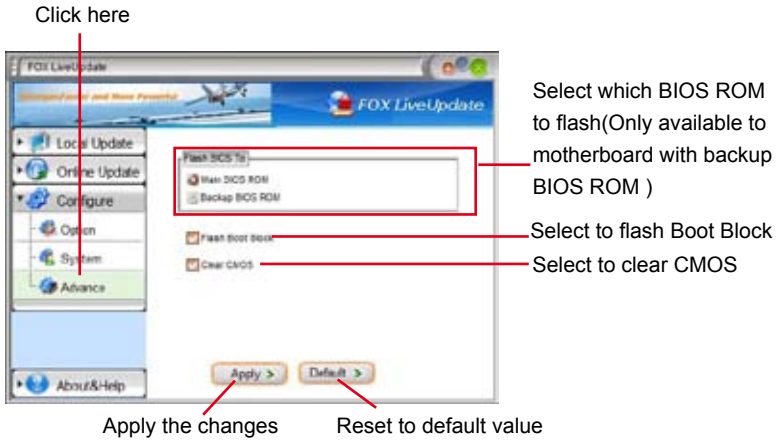 Click here
FOX LiveUpdate
FOX LiveUpdate
Local Update
Online Update
Configure
Option
System
Advance
About&Help
Flash BIOS To
Main BIOS ROM
Backup BIOS ROM
Flash Boot Block
Clear CMOS
Apply >
Default >
Select which BIOS ROM
to flash(Only available to
motherboard with backup
BIOS ROM )
Select to flash Boot Block
Select to clear CMOS
Apply the changes
Reset to default value